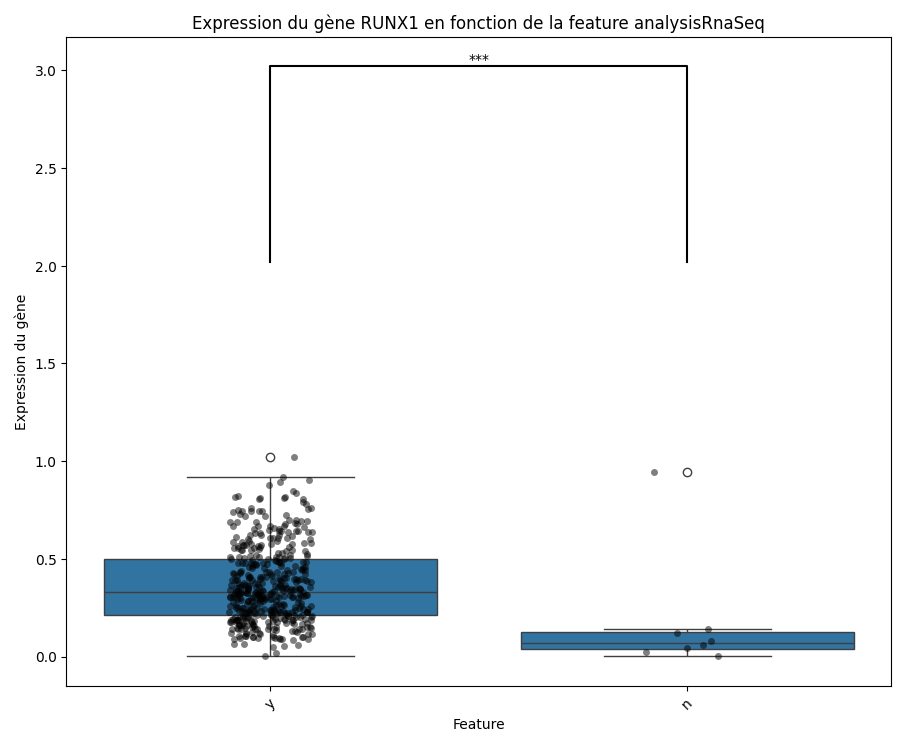 Expression du gène RUNX1 en fonction de la feature analysisRnaSeq
***
3.0
2.5
2.0
1.5
1.0
0.5
0.0
Expression du gène
y
n
Feature